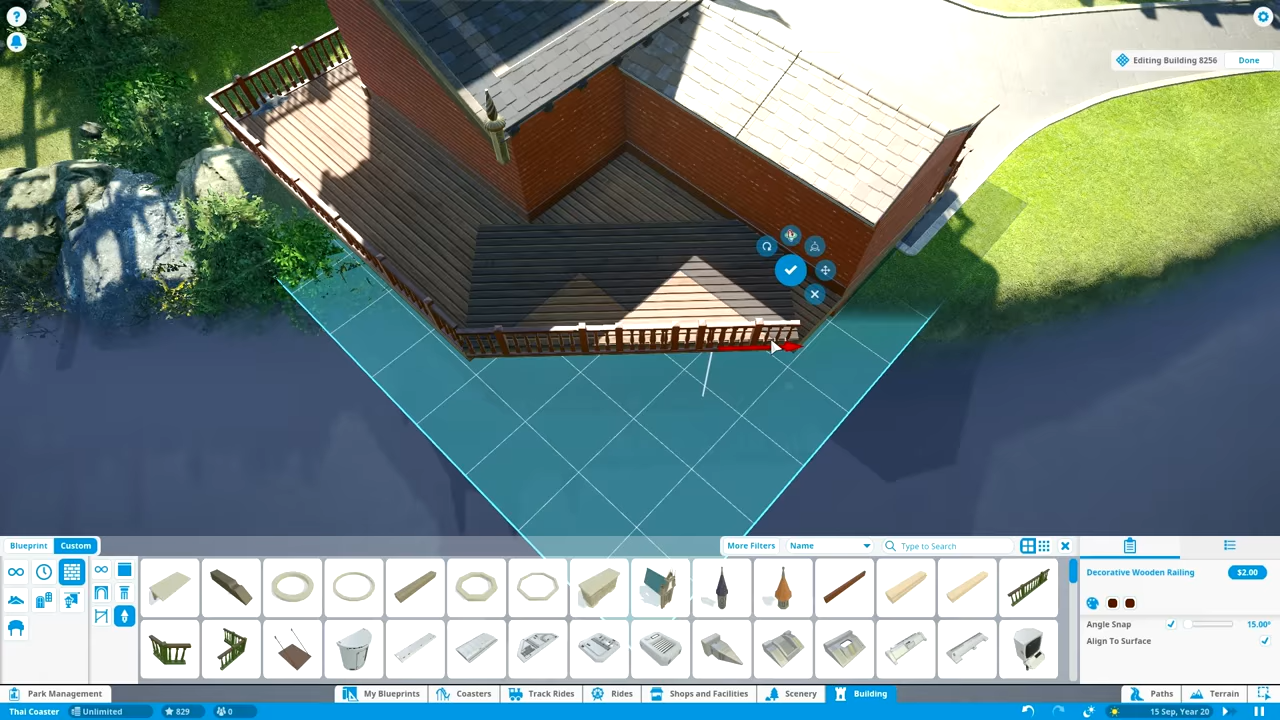 ?
Editing Building 8256 Done
Blueprint Custom
More Filters Name Type to Search
Decorative Wooden Railing $2.00
Angle Snap 15.00°
Align To Surface
Park Management My Blueprints Coasters Track Rides Rides Shops and Facilities Scenery Building Paths Terrain
Thai Coaster Unlimited 829 0 15 Sep, Year 20